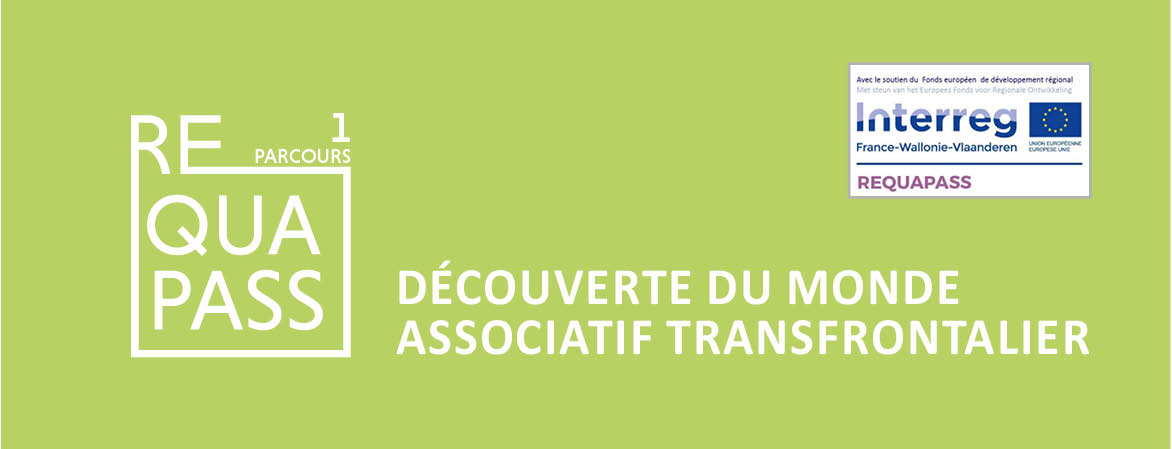 RE
1
PARCOURS
QUA
PASS
DÉCOUVERTE DU MONDE
ASSOCIATIF TRANSFRONTALIER
Avec le soutien du Fonds européen de développement régional
Met steun van het Europees Fonds voor Regionale Ontwikkeling
Interreg
France-Wallonie-Vlaanderen
UNION EUROPÉENNE
EUROPESE UNIE
REQUAPASS